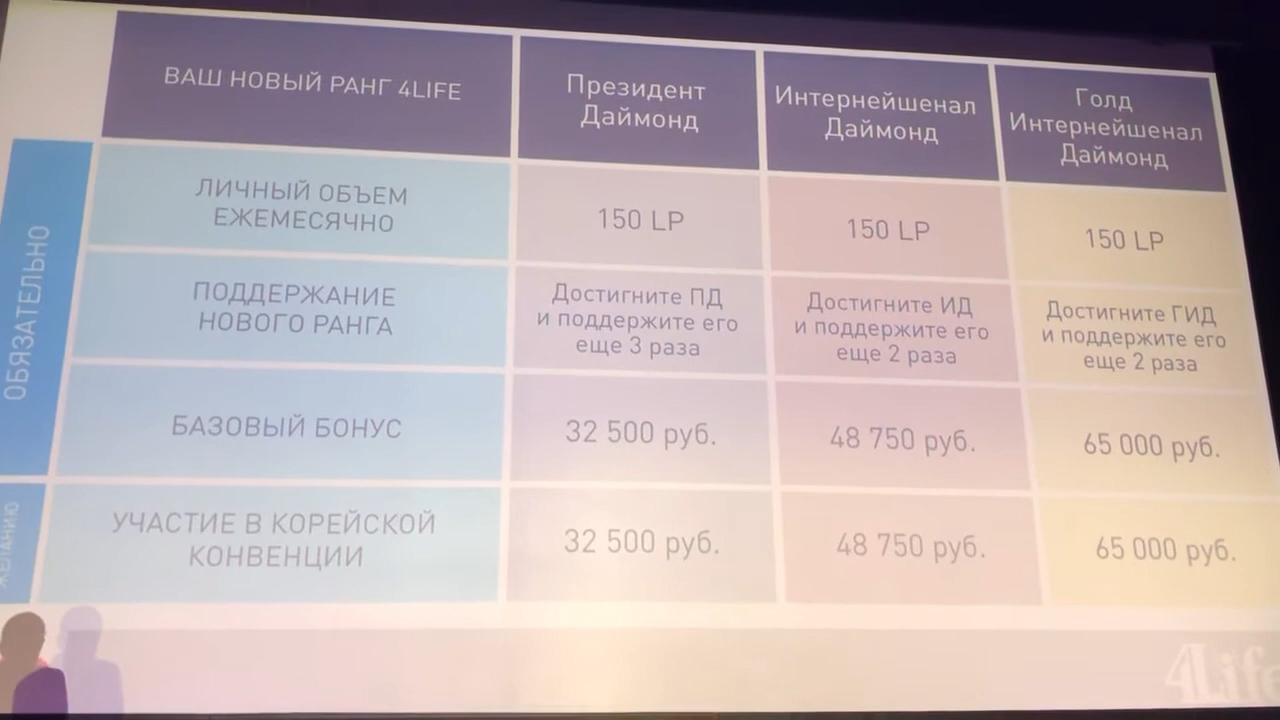 ВАШ НОВЫЙ РАНГ 4LIFE
Президент
Даймонд
Интернейшенал
Даймонд
Голд
Интернейшенал
Даймонд
ОБЯЗАТЕЛЬНО
ЛИЧНЫЙ ОБЪЕМ
ЕЖЕМЕСЯЧНО
150 LP
150 LP
150 LP
ПОДДЕРЖАНИЕ
НОВОГО РАНГА
Достигните ПД
и поддержите его
еще 3 раза
Достигните ИД
и поддержите его
еще 2 раза
Достигните ГИД
и поддержите его
еще 2 раза
БАЗОВЫЙ БОНУС
32 500 руб.
48 750 руб.
65 000 руб.
ЖЕЛАНИЮ
УЧАСТИЕ В КОРЕЙСКОЙ
КОНВЕНЦИИ
32 500 руб.
48 750 руб.
65 000 руб.
4Life